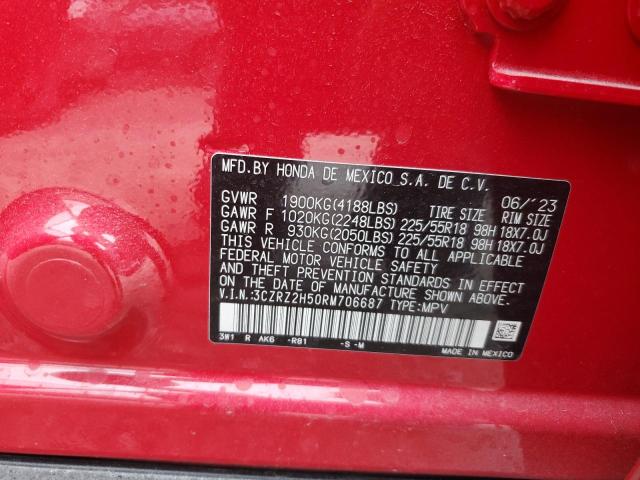 MFD.BY HONDA DE MEXICO S.A. DE C.V. 06/'23
GVWR 1900KG(4188LBS) TIRE SIZE RIM SIZE
GAWR F 1020KG(2248LBS) 225/55R18 98H 18X7.0J
GAWR R 930KG(2050LBS) 225/55R18 98H 18X7.0J
THIS VEHICLE CONFORMS TO ALL APPLICABLE
FEDERAL MOTOR VEHICLE SAFETY
AND THEFT PREVENTION STANDARDS IN EFFECT
ON THE DATE OF MANUFACTURE SHOWN ABOVE.
V.I.N.:3CZRZ2H50RM706687 TYPE:MPV
3W1 R AK6 -R81 -S -M MADE IN MEXICO